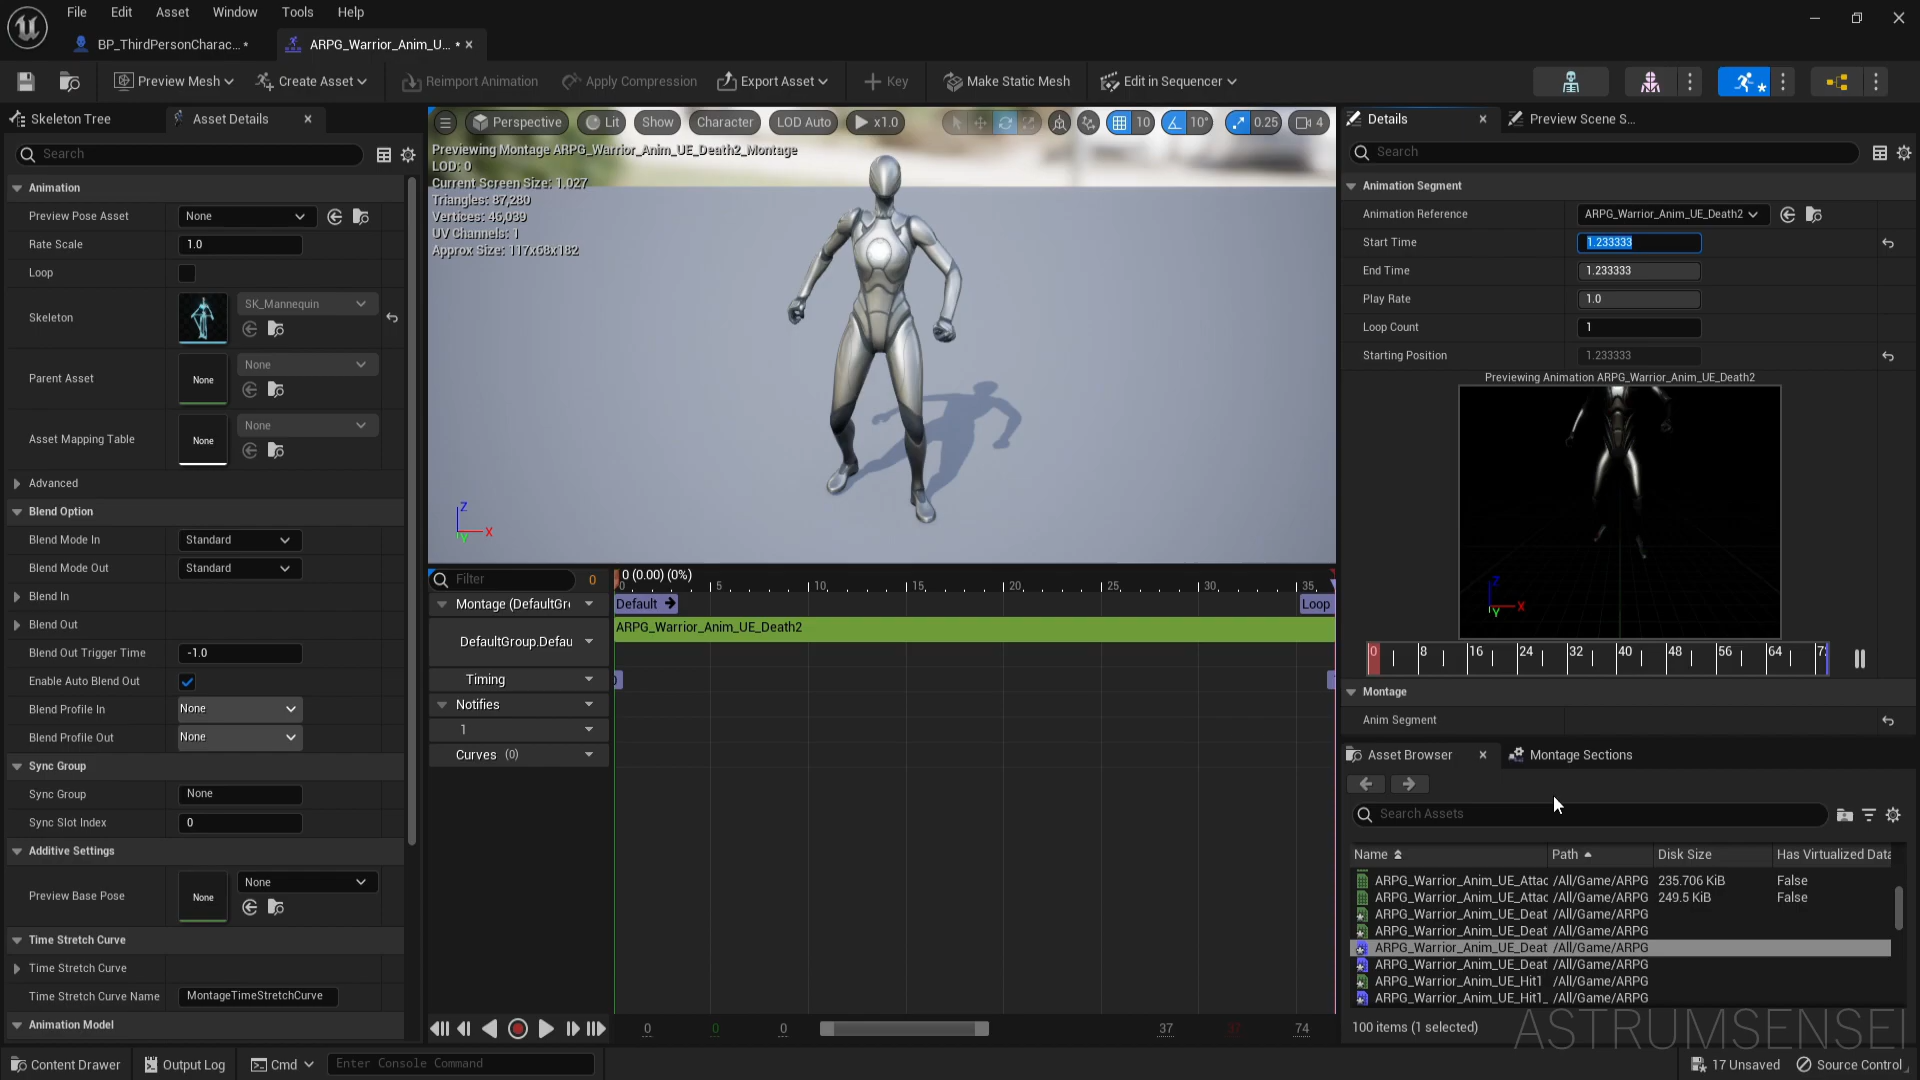 File Edit Asset Window Tools Help
BP_ThirdPersonCharac... • ARPG_Warrior_Anim_U... •
Preview Mesh Create Asset Reimport Animation Apply Compression Export Asset Key Make Static Mesh Edit in Sequencer
Skeleton Tree Asset Details
Search
Animation
Preview Pose Asset None
Rate Scale 1.0
Loop
Skeleton SK_Mannequin
Parent Asset None None
Asset Mapping Table None None
Advanced
Blend Option
Blend Mode In Standard
Blend Mode Out Standard
Blend In
Blend Out
Blend Out Trigger Time -1.0
Enable Auto Blend Out
Blend Profile In None
Blend Profile Out None
Sync Group
Sync Group None
Sync Slot Index 0
Additive Settings
Preview Base Pose None None
Time Stretch Curve
Time Stretch Curve
Time Stretch Curve Name MontageTimeStretchCurve
Animation Model
Perspective Lit Show Character LOD Auto x1.0 10 10° 0.25 4
Previewing Montage ARPG_Warrior_Anim_UE_Death2_Montage
LOD: 0
Current Screen Size: 1.027
Triangles: 87,280
Vertices: 46,039
UV Channels: 1
Approx Size: 117x68x182
Z
X
Y
Filter 0 0 (0.00) (0%)
0 5 10 15 20 25 30 35
Montage (DefaultGr Default Loop
ARPG_Warrior_Anim_UE_Death2
DefaultGroup.Defau
Timing
Notifies
1
Curves (0)
0 0 0 37 37 74
Details Preview Scene S...
Search
Animation Segment
Animation Reference ARPG_Warrior_Anim_UE_Death2
Start Time 1.233333
End Time 1.233333
Play Rate 1.0
Loop Count 1
Starting Position 1.233333
Previewing Animation ARPG_Warrior_Anim_UE_Death2
Z
X
Y
0 8 16 24 32 40 48 56 64
Montage
Anim Segment
Asset Browser Montage Sections
Search Assets
Name Path Disk Size Has Virtualized Data
ARPG_Warrior_Anim_UE_Attac /All/Game/ARPG 235.706 KiB False
ARPG_Warrior_Anim_UE_Attac /All/Game/ARPG 249.5 KiB False
ARPG_Warrior_Anim_UE_Deat /All/Game/ARPG
ARPG_Warrior_Anim_UE_Deat /All/Game/ARPG
ARPG_Warrior_Anim_UE_Deat /All/Game/ARPG
ARPG_Warrior_Anim_UE_Deat /All/Game/ARPG
ARPG_Warrior_Anim_UE_Hit1 /All/Game/ARPG
ARPG_Warrior_Anim_UE_Hit1_ /All/Game/ARPG
100 items (1 selected)
ASTRUMSENSEI
Content Drawer Output Log Cmd Enter Console Command 17 Unsaved Source Control